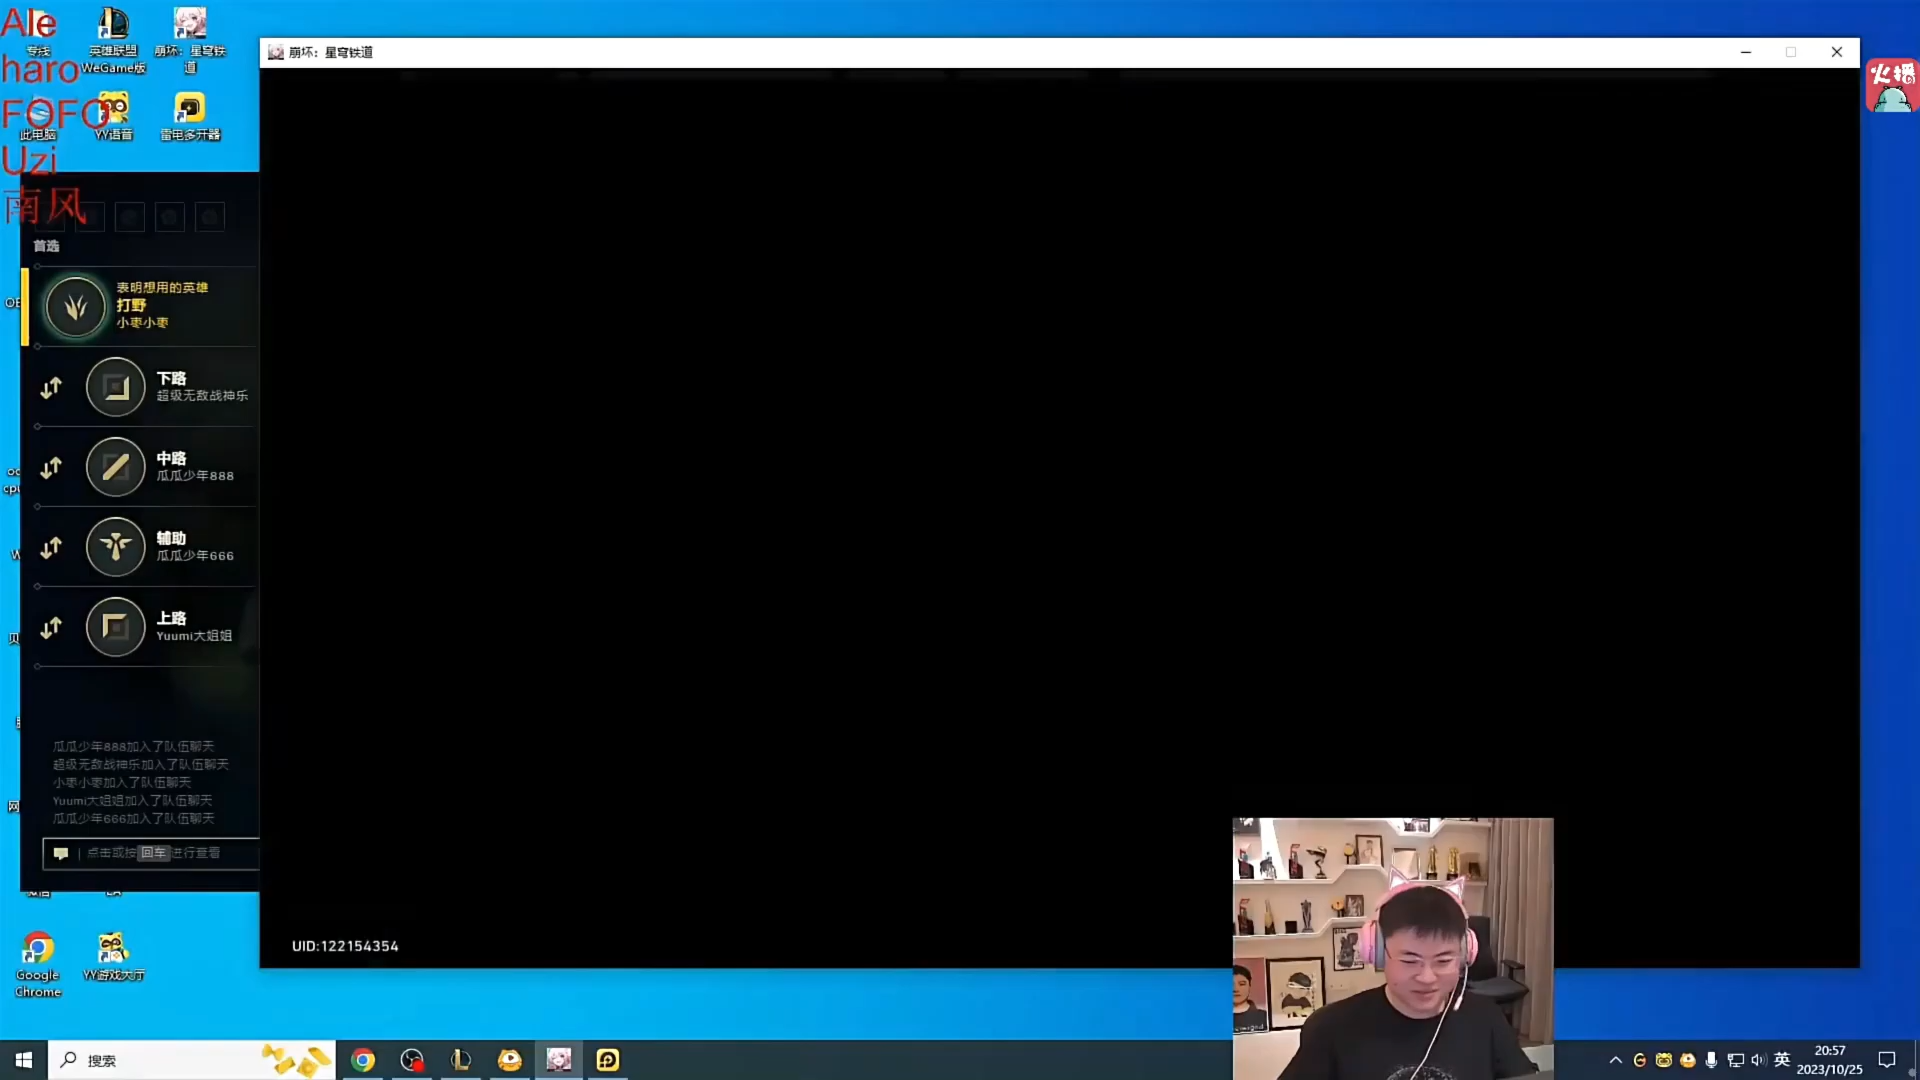 Ale
haro
FOFO
Uzi
南风
专线
英雄联盟
WeGame版
崩坏：星穹铁
道
此电脑
YY语音
雷电多开器
崩坏：星穹铁道
火播
首选
表明想用的英雄
打野
小枣小枣
下路
超级无敌战神乐
中路
瓜瓜少年888
辅助
瓜瓜少年666
上路
Yuumi大姐姐
瓜瓜少年888加入了队伍聊天
超级无敌战神乐加入了队伍聊天
小枣小枣加入了队伍聊天
Yuumi大姐姐加入了队伍聊天
瓜瓜少年666加入了队伍聊天
点击或按回车进行查看
UID:122154354
Google
Chrome
YY游戏大厅
搜索
英
20:57
2023/10/25